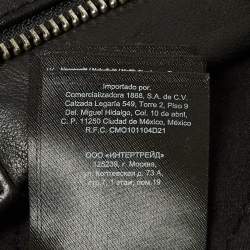 Importado por:
Comercializadora 1888, S.A. de C.V.
Calzada Legaria 549, Torre 2, Piso 9
Del. Miguel Hidalgo, Col. 10 de abril,
C.P. 11250 Ciudad de México, México
R.F.C. CMO101104D21
ООО «ИНТЕРТРЕЙД»
125239, г. Москва,
ул. Коптевская д. 73 А,
стр.7, 1 этаж, пом.19